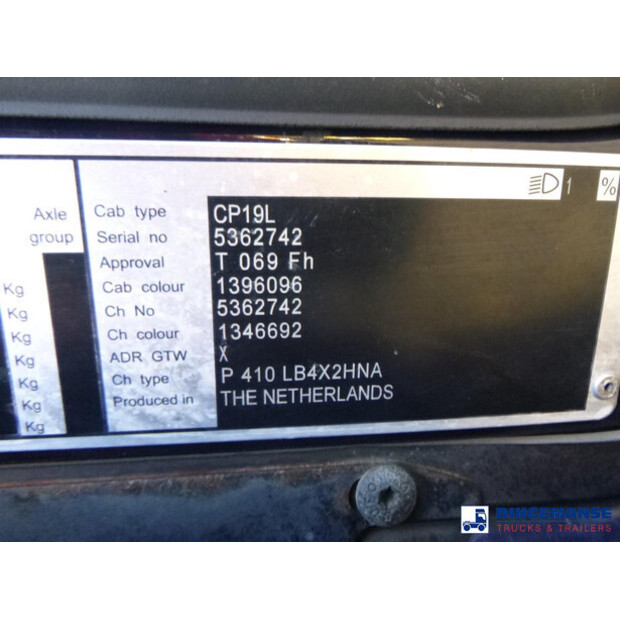 1 %
Axle group
Cab type CP19L
Serial no 5362742
Approval T 069 Fh
Cab colour 1396096
Ch No 5362742
Ch colour 1346692
ADR GTW X
Ch type P 410 LB4X2HNA
Produced in THE NETHERLANDS
Kg
Kg
Kg
Kg
Kg
Kg
Kg
TRUCKS & TRAILERS